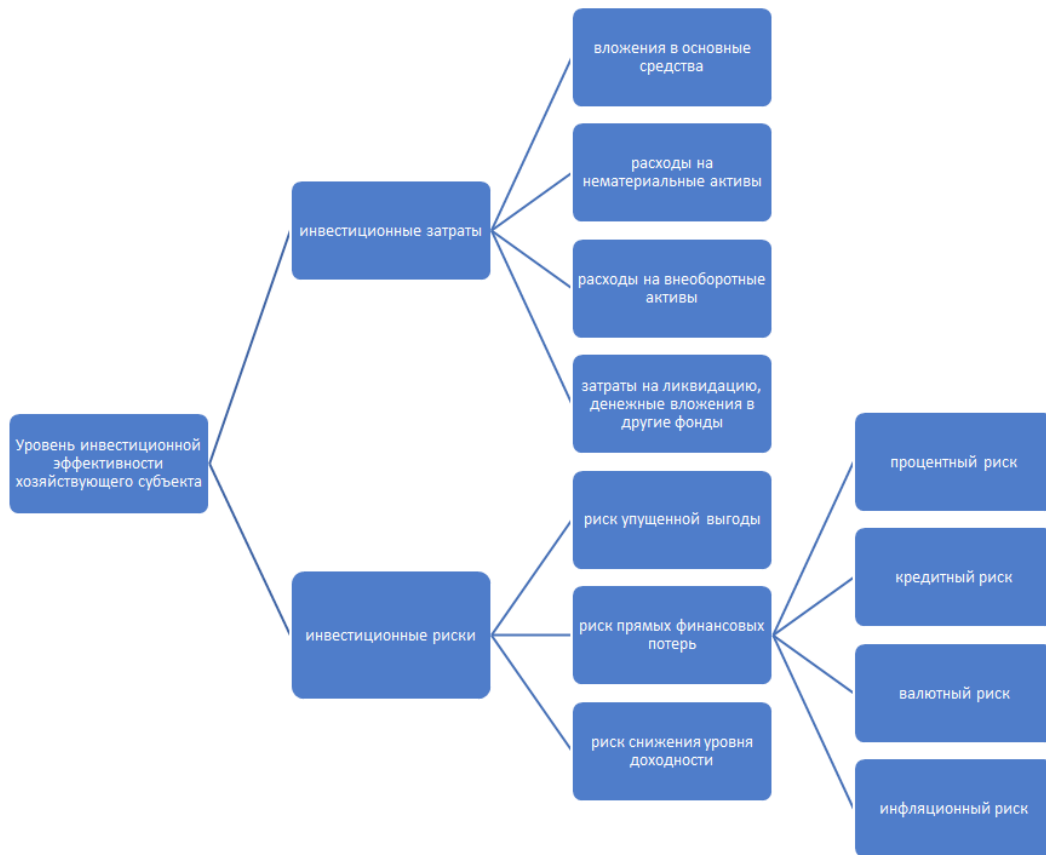 вложения в основные
средства
расходы на
нематериальные активы
инвестиционные затраты
расходы на внеоборотные
активы
затраты на ликвидацию,
денежные вложения в
другие фонды
Уровень инвестиционной
эффективности
хозяйствующего субъекта
процентный риск
риск упущенной выгоды
кредитный риск
инвестиционные риски
риск прямых финансовых
потерь
валютный риск
риск снижения уровня
доходности
инфляционный риск